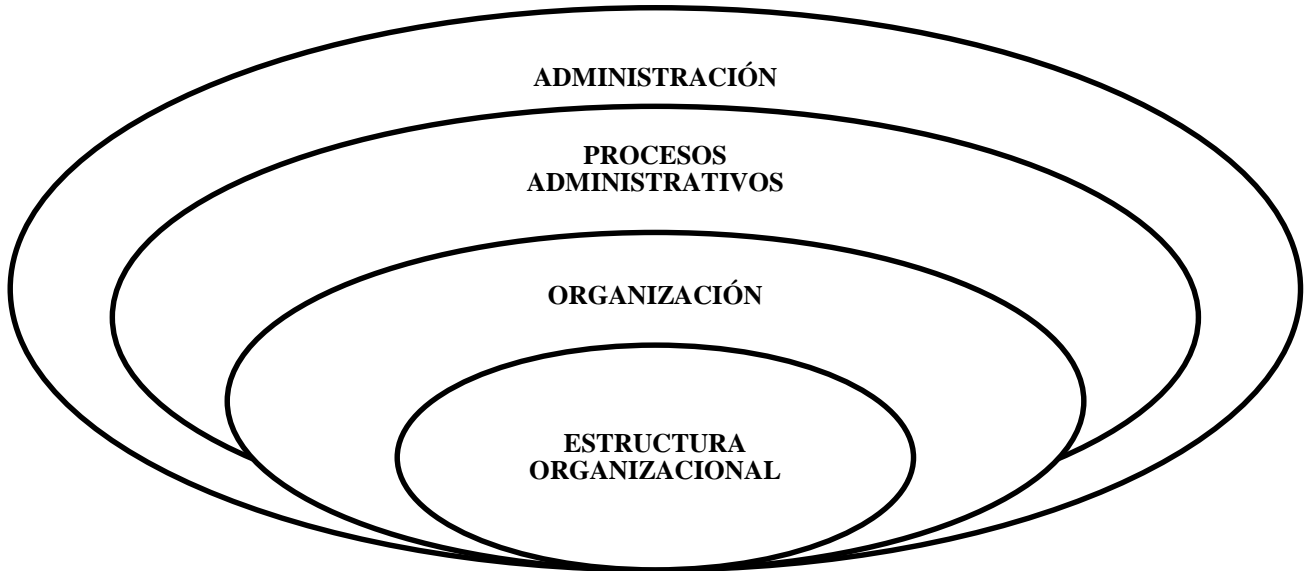 ADMINISTRACIÓN
PROCESOS
ADMINISTRATIVOS
ORGANIZACIÓN
ESTRUCTURA
ORGANIZACIONAL